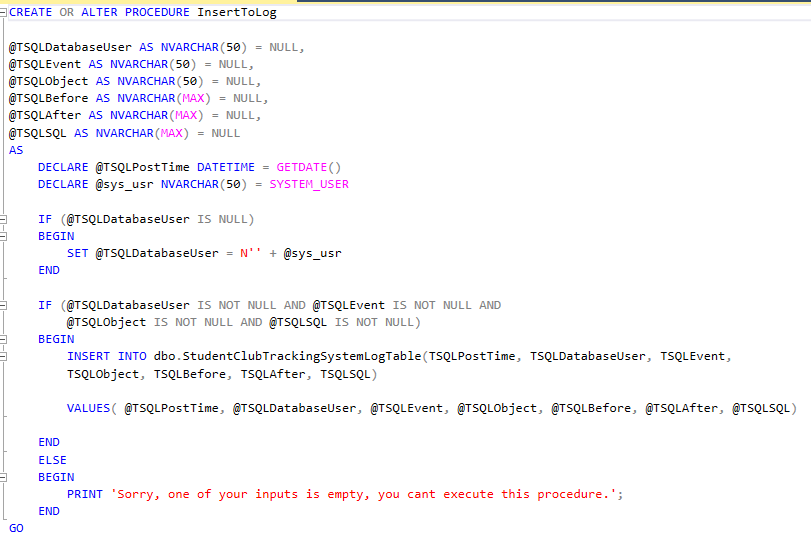 CREATE OR ALTER PROCEDURE InsertToLog
@TSQLDatabaseUser AS NVARCHAR(50) = NULL,
@TSQLEvent AS NVARCHAR(50) = NULL,
@TSQLObject AS NVARCHAR(50) = NULL,
@TSQLBefore AS NVARCHAR(MAX) = NULL,
@TSQLAfter AS NVARCHAR(MAX) = NULL,
@TSQLSQL AS NVARCHAR(MAX) = NULL
AS
DECLARE @TSQLPostTime DATETIME = GETDATE()
DECLARE @sys_usr NVARCHAR(50) = SYSTEM_USER
IF (@TSQLDatabaseUser IS NULL)
BEGIN
SET @TSQLDatabaseUser = N'' + @sys_usr
END
IF (@TSQLDatabaseUser IS NOT NULL AND @TSQLEvent IS NOT NULL AND
@TSQLObject IS NOT NULL AND @TSQLSQL IS NOT NULL)
BEGIN
INSERT INTO dbo.StudentClubTrackingSystemLogTable(TSQLPostTime, TSQLDatabaseUser, TSQLEvent,
TSQLObject, TSQLBefore, TSQLAfter, TSQLSQL)
VALUES( @TSQLPostTime, @TSQLDatabaseUser, @TSQLEvent, @TSQLObject, @TSQLBefore, @TSQLAfter, @TSQLSQL)
END
ELSE
BEGIN
PRINT 'Sorry, one of your inputs is empty, you cant execute this procedure.';
END
GO